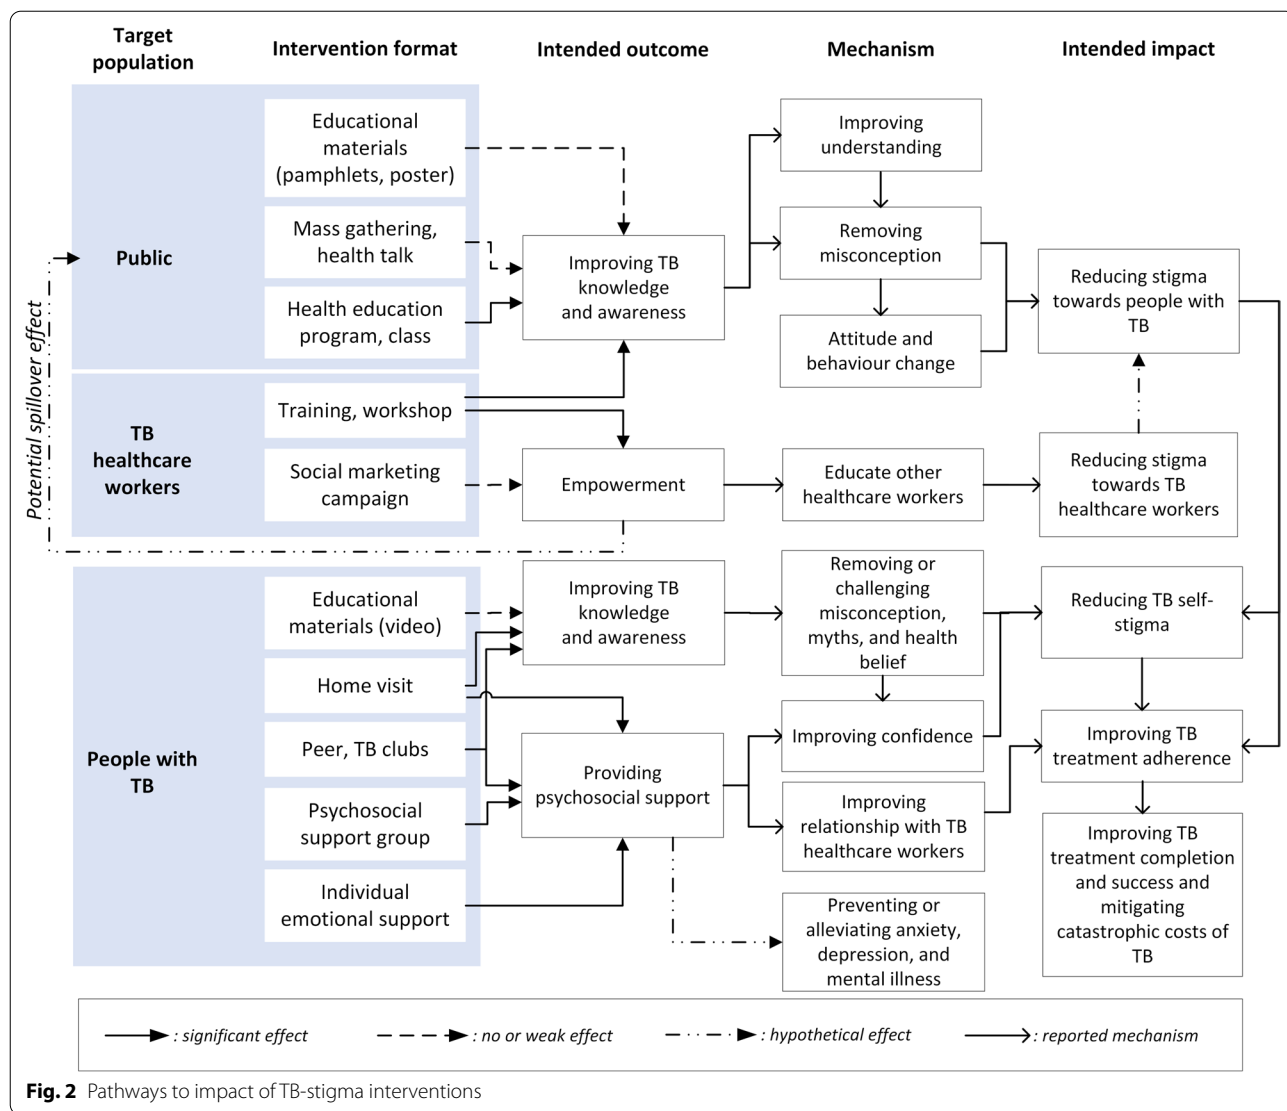 Target
population
Intervention format
Intended outcome
Mechanism
Intended impact
Public
Educational
materials
(pamphlets, poster)
Mass gathering,
health talk
Health education
program, class
Improving TB
knowledge
and awareness
Improving
understanding
Removing
misconception
Attitude and
behaviour change
Reducing stigma
towards people with
TB
Potential spillover effect
TB
healthcare
workers
Training, workshop
Social marketing
campaign
Empowerment
Educate other
healthcare workers
Reducing stigma
towards TB
healthcare workers
People with
TB
Educational
materials (video)
Home visit
Peer, TB clubs
Psychosocial
support group
Individual
emotional support
Improving TB
knowledge
and awareness
Providing
psychosocial support
Removing or
challenging
misconception,
myths, and health
belief
Improving confidence
Improving
relationship with TB
healthcare workers
Preventing or
alleviating anxiety,
depression, and
mental illness
Reducing TB self-
stigma
Improving TB
treatment adherence
Improving TB
treatment completion
and success and
mitigating
catastrophic costs of
TB
: significant effect
: no or weak effect
: hypothetical effect
: reported mechanism
Fig. 2 Pathways to impact of TB-stigma interventions